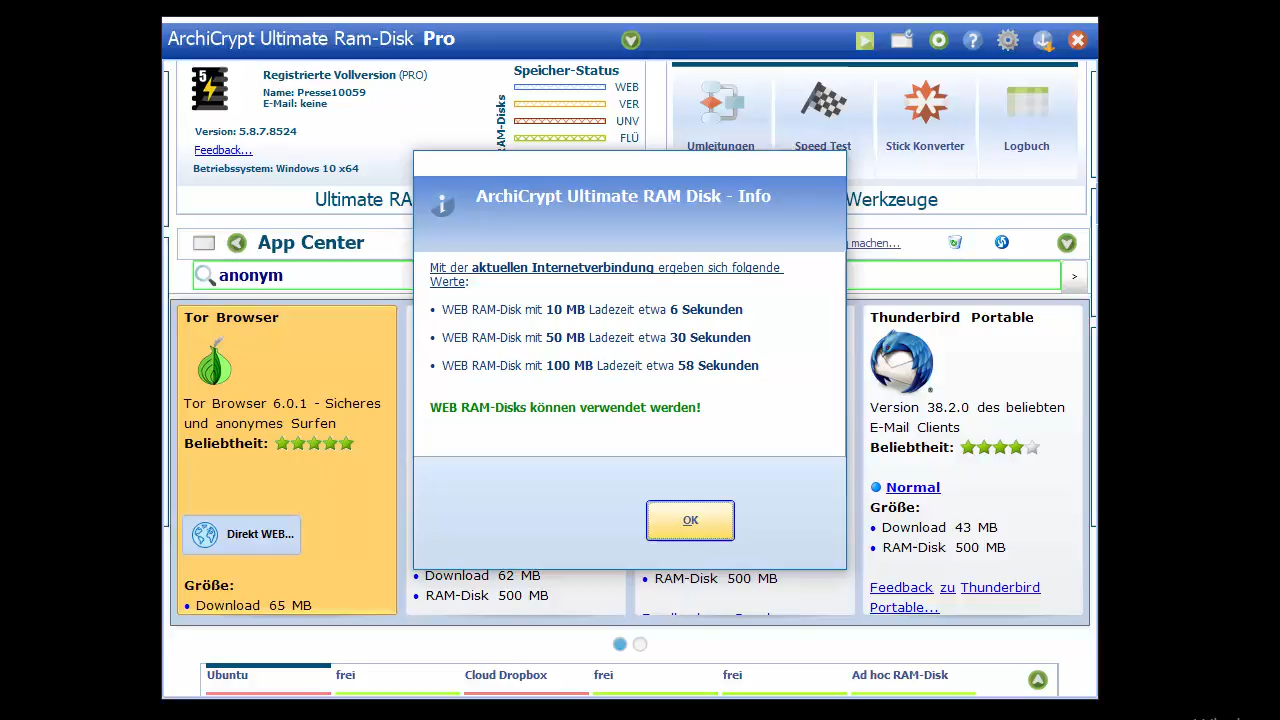 ArchiCrypt Ultimate Ram-Disk Pro
Registrierte Vollversion (PRO)
Name: Presse10059
E-Mail: keine
Version: 5.8.7.8524
Feedback...
Betriebssystem: Windows 10 x64
Speicher-Status
RAM-Disks
WEB
VER
UNV
FLÜ
Umleitungen
Speed Test
Stick Konverter
Logbuch
Ultimate RA
Werkzeuge
App Center
machen...
anonym
>
ArchiCrypt Ultimate RAM Disk - Info
Mit der aktuellen Internetverbindung ergeben sich folgende
Werte:
• WEB RAM-Disk mit 10 MB Ladezeit etwa 6 Sekunden
• WEB RAM-Disk mit 50 MB Ladezeit etwa 30 Sekunden
• WEB RAM-Disk mit 100 MB Ladezeit etwa 58 Sekunden
WEB RAM-Disks können verwendet werden!
OK
Tor Browser
Tor Browser 6.0.1 - Sicheres
und anonymes Surfen
Beliebtheit:
Direkt WEB...
Größe:
• Download 65 MB
• Download 62 MB
• RAM-Disk 500 MB
• RAM-Disk 500 MB
Thunderbird Portable
Version 38.2.0 des beliebten
E-Mail Clients
Beliebtheit:
Normal
Größe:
• Download 43 MB
• RAM-Disk 500 MB
Feedback zu Thunderbird
Portable...
Ubuntu
frei
Cloud Dropbox
frei
frei
Ad hoc RAM-Disk